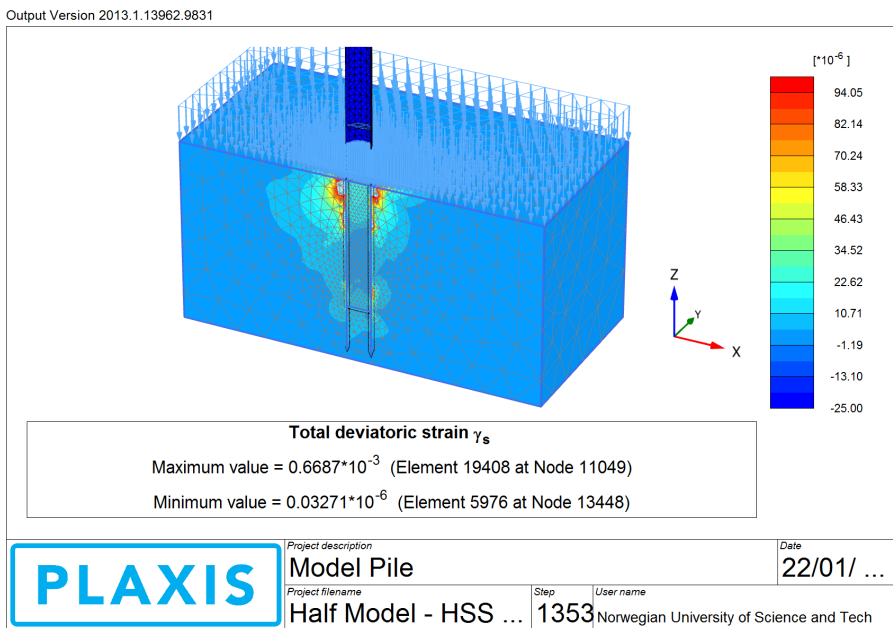 Output Version 2013.1.13962.9831
[*10-6 ]
94.05
82.14
70.24
58.33
46.43
34.52
22.62
10.71
-1.19
-13.10
-25.00
Z
Y
X
Total deviatoric strain γs
Maximum value = 0.6687*10-3 (Element 19408 at Node 11049)
Minimum value = 0.03271*10-6 (Element 5976 at Node 13448)
PLAXIS
Project description
Model Pile
Date
22/01/ ...
Project filename
Half Model - HSS ...
Step
1353
User name
Norwegian University of Science and Tech